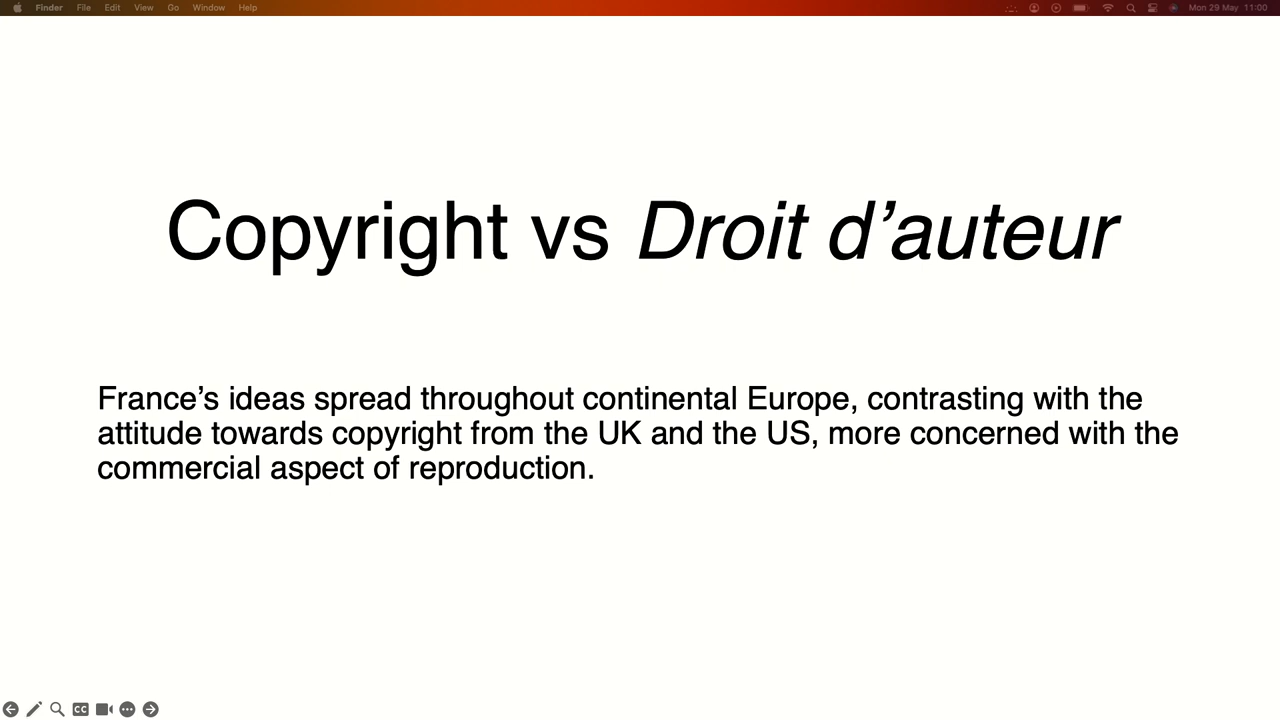 Finder File Edit View Go Window Help Mon 29 May 11:00
Copyright vs Droit d’auteur
France’s ideas spread throughout continental Europe, contrasting with the
attitude towards copyright from the UK and the US, more concerned with the
commercial aspect of reproduction.
CC